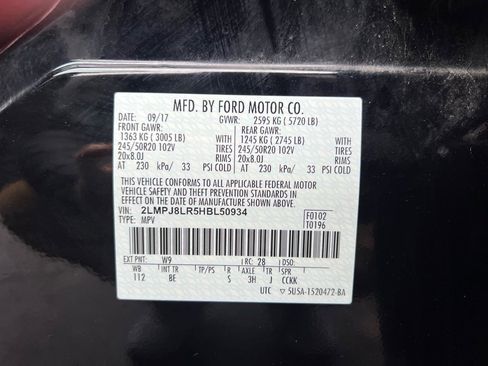 MFD. BY FORD MOTOR CO.
DATE: 09/17 GVWR: 2595 KG ( 5720 LB)
FRONT GAWR: REAR GAWR:
1363 KG ( 3005 LB) 1245 KG ( 2745 LB)
245/50R20 102V TIRES 245/50R20 102V TIRES
20x8.0J RIMS 20x8.0J RIMS
AT 230 kPa/ 33 PSI COLD AT 230 kPa/ 33 PSI COLD
THIS VEHICLE CONFORMS TO ALL APPLICABLE FEDERAL MOTOR
VEHICLE SAFETY AND THEFT PREVENTION STANDARDS IN
EFFECT ON THE DATE OF MANUFACTURE SHOWN ABOVE.
VIN: 2LMPJ8LR5HBL50934 F0102
TYPE: MPV T0196
EXT PNT: W9 RC: 28 DSO:
WB INT TR TP/PS R AXLE TR SPR
112 BE S 3H J CCKK
UTC ▽ 5U5A-1520472-BA